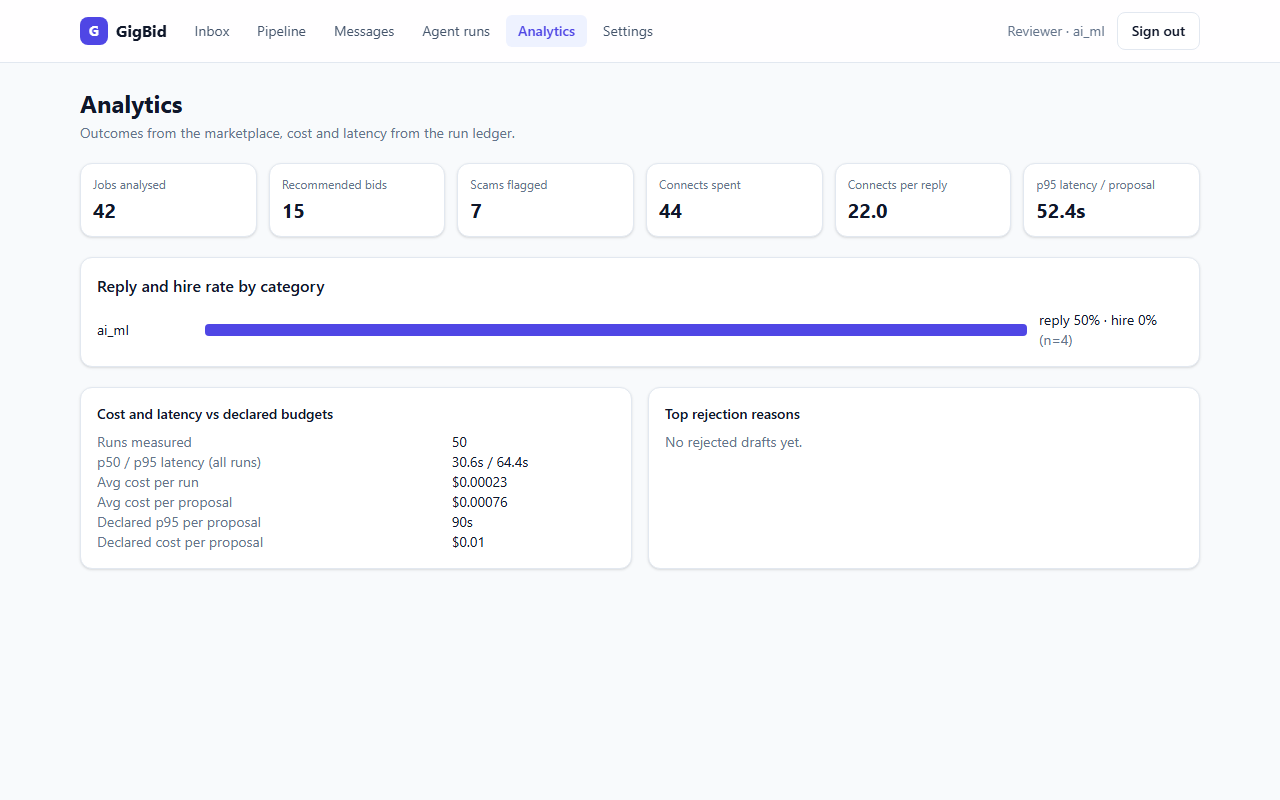 G GigBid Inbox Pipeline Messages Agent runs Analytics Settings Reviewer · ai_ml Sign out
Analytics
Outcomes from the marketplace, cost and latency from the run ledger.
Jobs analysed
42
Recommended bids
15
Scams flagged
7
Connects spent
44
Connects per reply
22.0
p95 latency / proposal
52.4s
Reply and hire rate by category
ai_ml
reply 50% · hire 0%
(n=4)
Cost and latency vs declared budgets
Runs measured 50
p50 / p95 latency (all runs) 30.6s / 64.4s
Avg cost per run $0.00023
Avg cost per proposal $0.00076
Declared p95 per proposal 90s
Declared cost per proposal $0.01
Top rejection reasons
No rejected drafts yet.